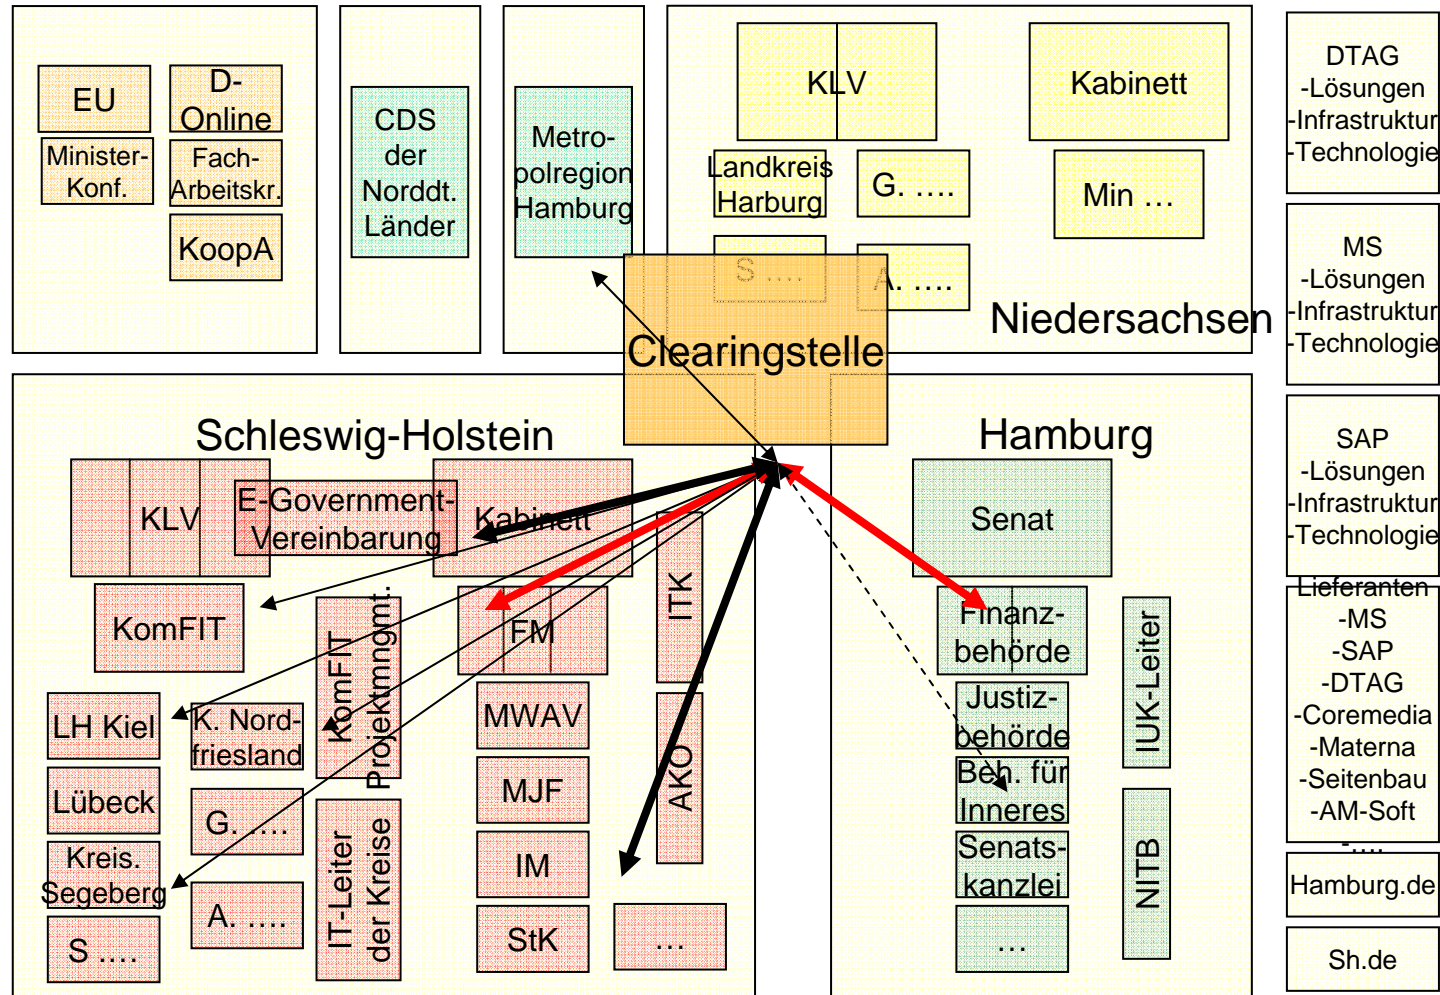 EU
D-
Online
Minister-
Konf.
Fach-
Arbeitskr.
KoopA
CDS
der
Norddt.
Länder
Metro-
polregion
Hamburg
KLV
Kabinett
Landkreis
Harburg
G. ….
Min …
S ….
A. ….
Niedersachsen
Clearingstelle
DTAG
-Lösungen
-Infrastruktur
-Technologie
MS
-Lösungen
-Infrastruktur
-Technologie
SAP
-Lösungen
-Infrastruktur
-Technologie
Lieferanten
-MS
-SAP
-DTAG
-Coremedia
-Materna
-Seitenbau
-AM-Soft
-….
Hamburg.de
Sh.de
Schleswig-Holstein
KLV
E-Government-
Vereinbarung
Kabinett
KomFIT
KomFIT
Projektmngmt.
FM
ITK
LH Kiel
K. Nord-
friesland
MWAV
AKO
Lübeck
G. ….
MJF
Kreis.
Segeberg
A. ….
IT-Leiter
der Kreise
IM
S ….
StK
…
Hamburg
Senat
Finanz-
behörde
IUK-Leiter
Justiz-
behörde
Beh. für
Inneres
Senats-
kanzlei
NITB
…